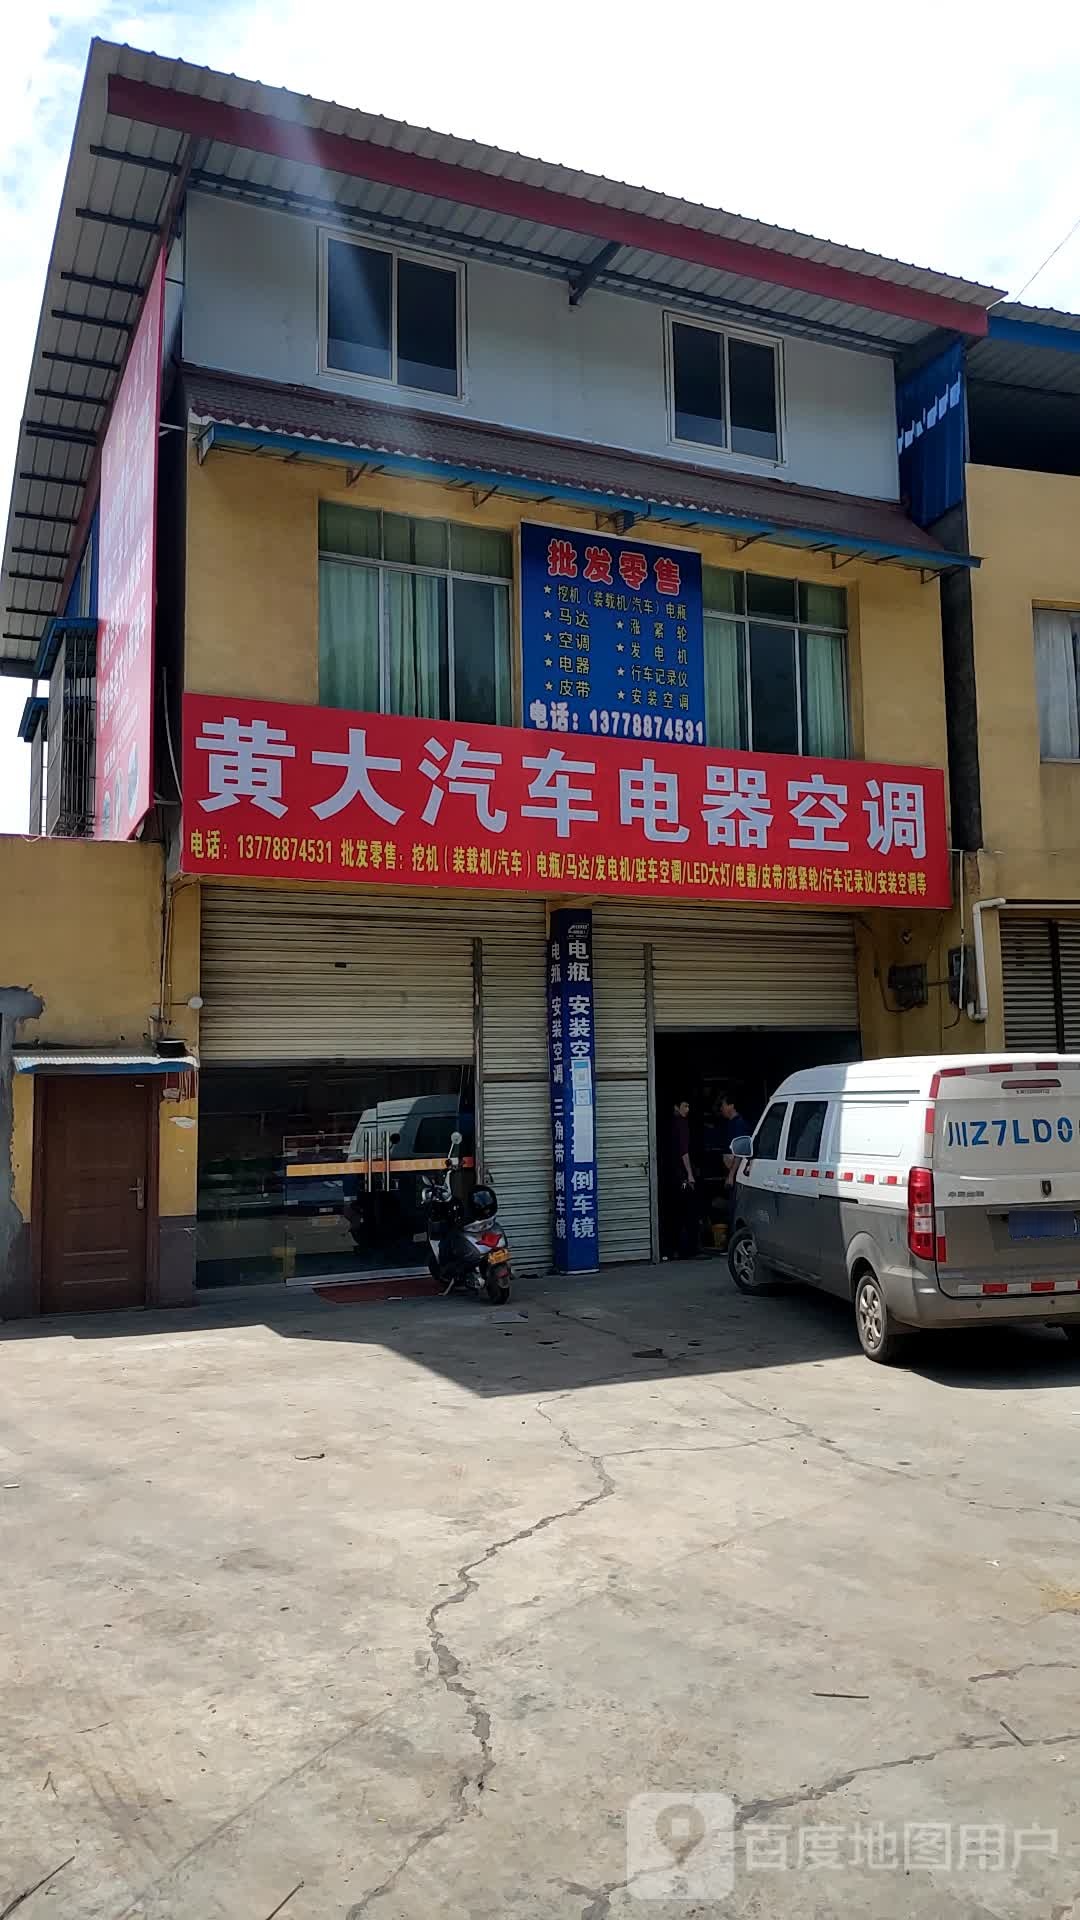 批发零售
★ 挖机（装载机/汽车）电瓶
★ 马达 ★ 涨紧轮
★ 空调 ★ 发电机
★ 电器 ★ 行车记录仪
★ 皮带 ★ 安装空调
电话：13778874531
黄大汽车电器空调
电话：13778874531 批发零售：挖机（装载机/汽车）电瓶/马达/发电机/驻车空调/LED大灯/电器/皮带/涨紧轮/行车记录议/安装空调等
电瓶 安装空调 三角带 倒车镜
电瓶 安装空 倒车镜
川Z7LD0
百度地图用户